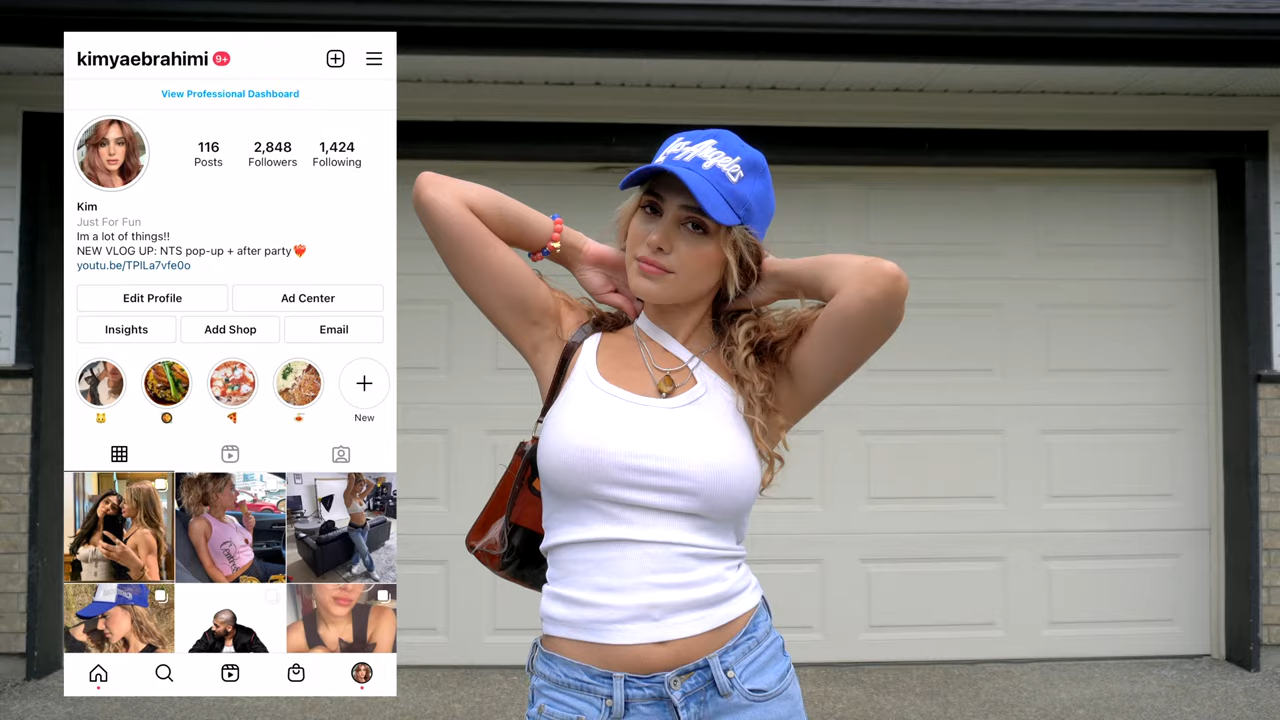 kimyaebrahimi 9+
View Professional Dashboard
116 2,848 1,424
Posts Followers Following
Kim
Just For Fun
Im a lot of things!!
NEW VLOG UP: NTS pop-up + after party
youtu.be/TPILa7vfe0o
Edit Profile Ad Center
Insights Add Shop Email
New
Los Angeles